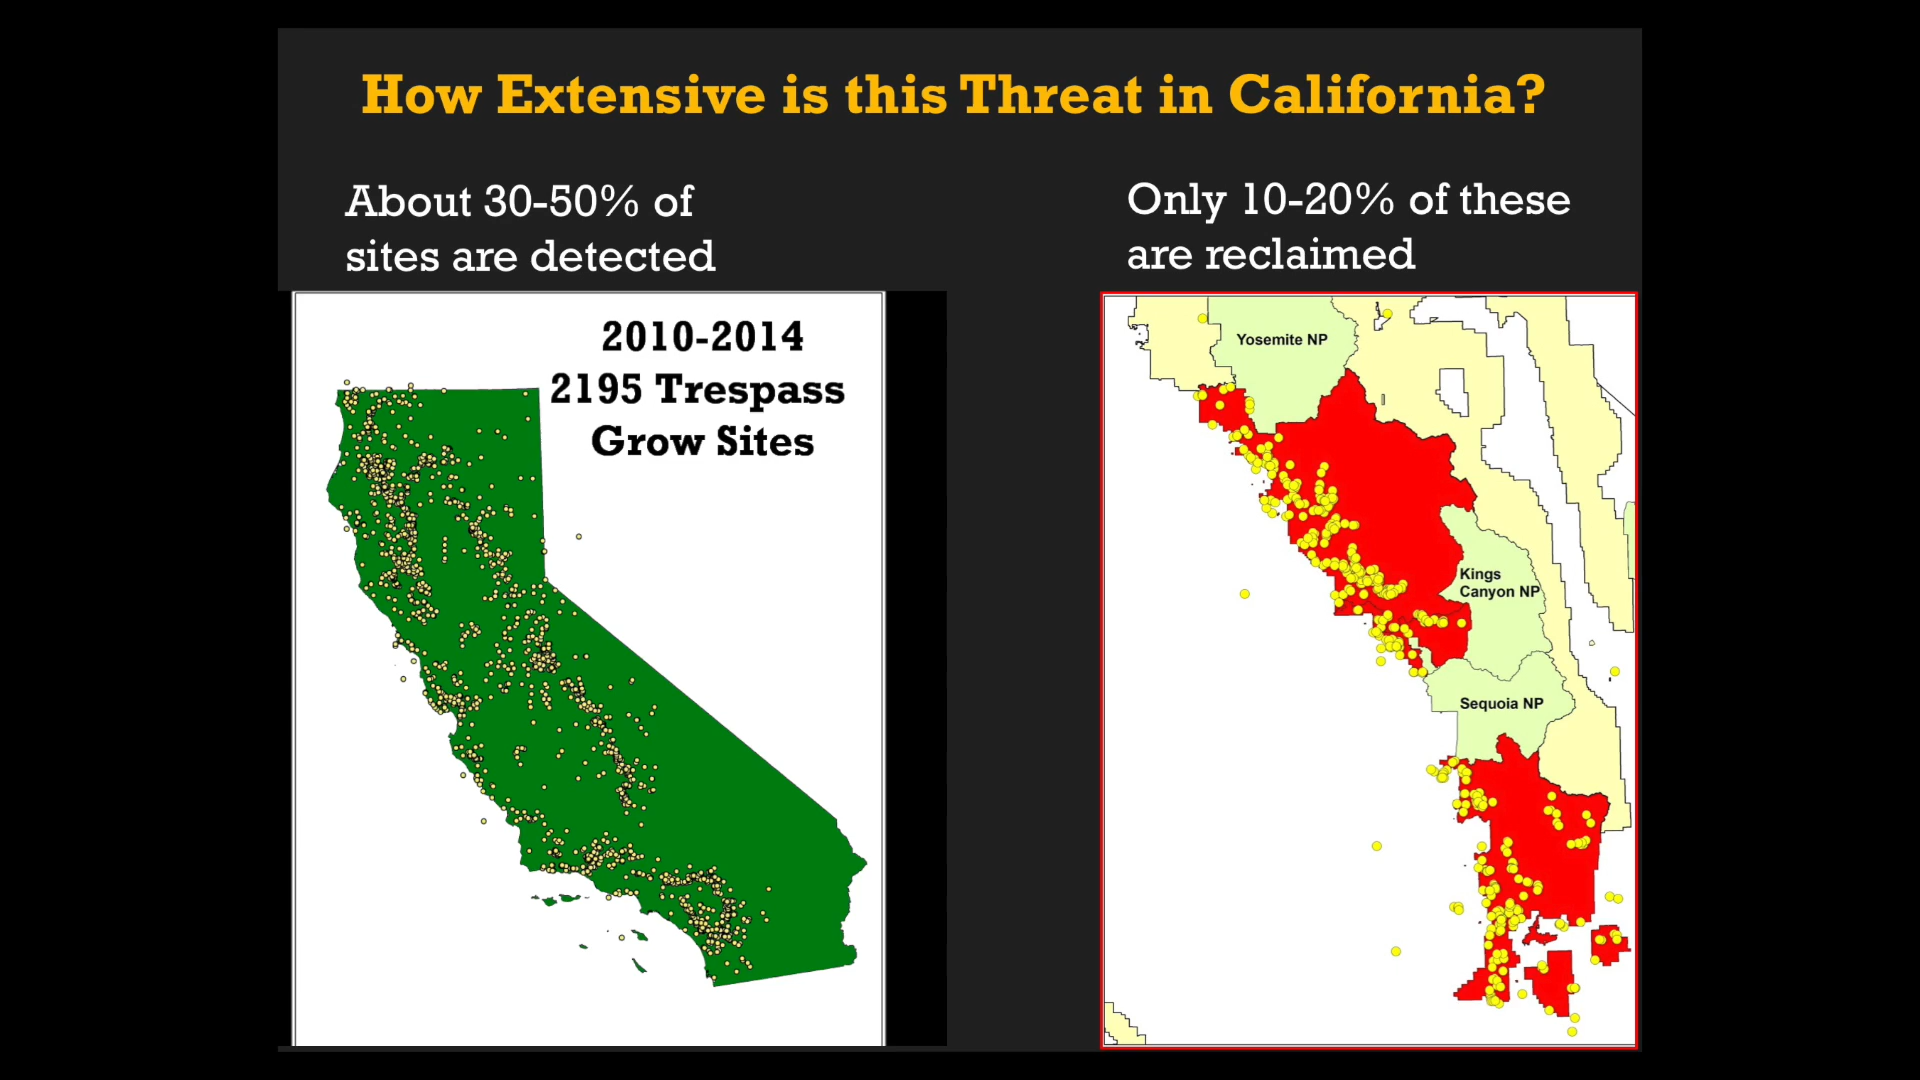 How Extensive is this Threat in California?
About 30-50% of
sites are detected
Only 10-20% of these
are reclaimed
2010-2014
2195 Trespass
Grow Sites
Yosemite NP
Kings
Canyon NP
Sequoia NP